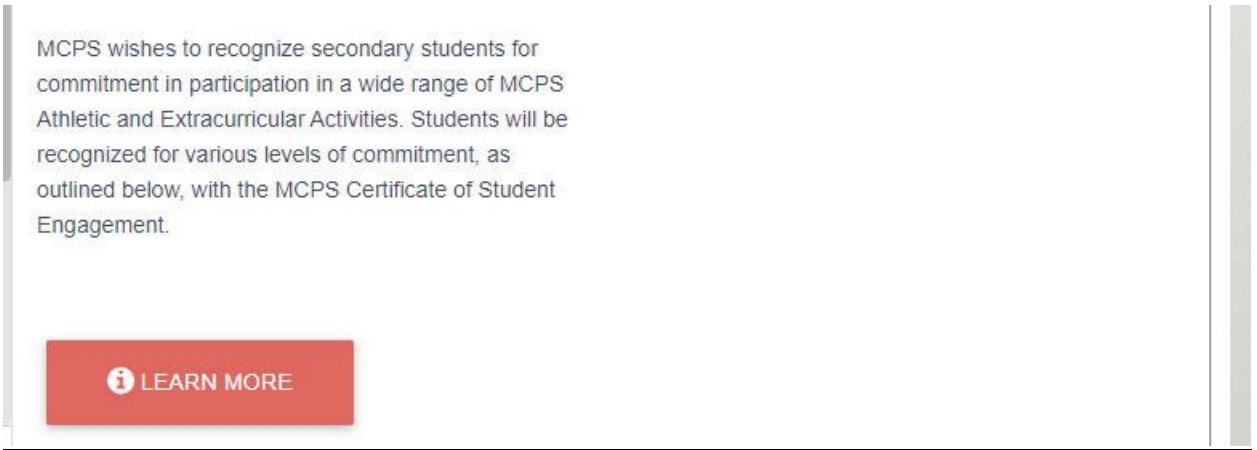 MCPS wishes to recognize secondary students for
commitment in participation in a wide range of MCPS
Athletic and Extracurricular Activities. Students will be
recognized for various levels of commitment, as
outlined below, with the MCPS Certificate of Student
Engagement.
LEARN MORE